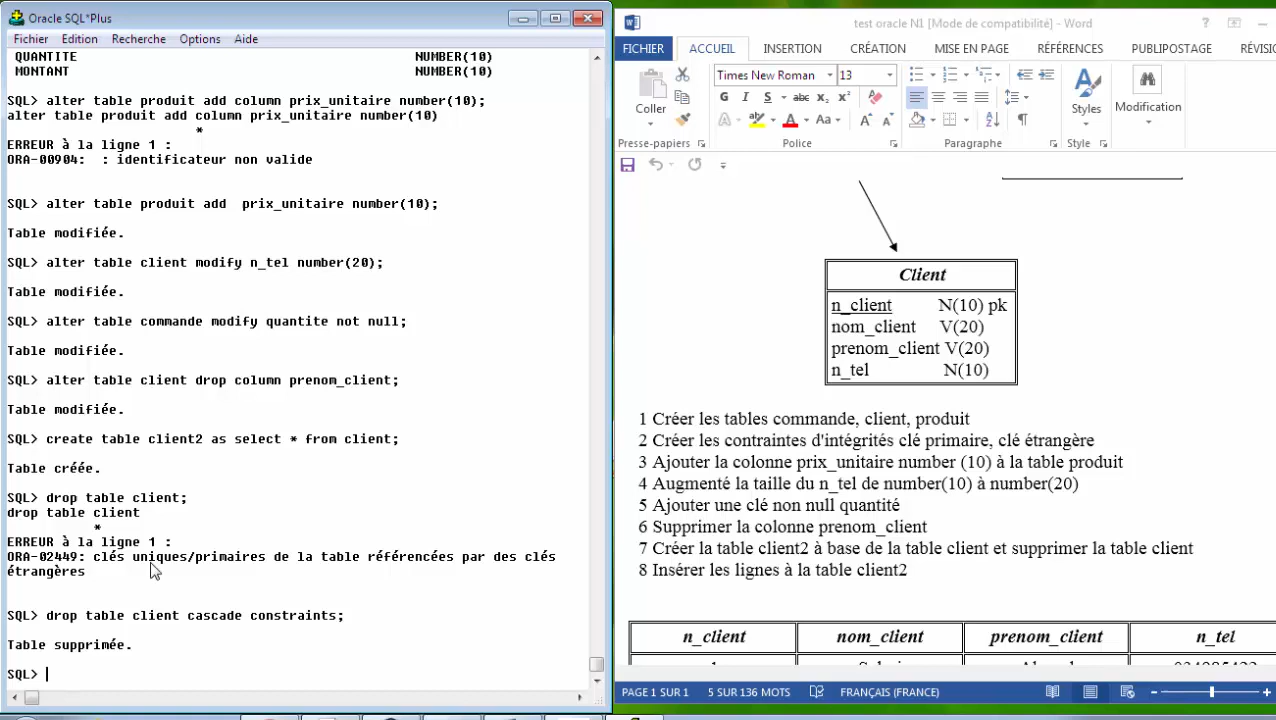 Oracle SQL*Plus
Fichier Edition Recherche Options Aide
QUANTITE NUMBER(10)
MONTANT NUMBER(10)
SQL> alter table produit add column prix_unitaire number(10);
alter table produit add column prix_unitaire number(10)
*
ERREUR à la ligne 1 :
ORA-00904: : identificateur non valide
SQL> alter table produit add  prix_unitaire number(10);
Table modifiée.
SQL> alter table client modify n_tel number(20);
Table modifiée.
SQL> alter table commande modify quantite not null;
Table modifiée.
SQL> alter table client drop column prenom_client;
Table modifiée.
SQL> create table client2 as select * from client;
Table créée.
SQL> drop table client;
drop table client
*
ERREUR à la ligne 1 :
ORA-02449: clés uniques/primaires de la table référencées par des clés
étrangères
SQL> drop table client cascade constraints;
Table supprimée.
SQL>
test oracle N1 [Mode de compatibilité] - Word
FICHIER ACCUEIL INSERTION CRÉATION MISE EN PAGE RÉFÉRENCES PUBLIPOSTAGE RÉVISI
Times New Roman 13
Coller
G I S abc x₂ x²
A ab A Aa A A
Styles
Modification
Presse-papiers Police Paragraphe Style
Client
n_client N(10) pk
nom_client V(20)
prenom_client V(20)
n_tel N(10)
1 Créer les tables commande, client, produit
2 Créer les contraintes d'intégrités clé primaire, clé étrangère
3 Ajouter la colonne prix_unitaire number (10) à la table produit
4 Augmenté la taille du n_tel de number(10) à number(20)
5 Ajouter une clé non null quantité
6 Supprimer la colonne prenom_client
7 Créer la table client2 à base de la table client et supprimer la table client
8 Insérer les lignes à la table client2
n_client nom_client prenom_client n_tel
PAGE 1 SUR 1 5 SUR 136 MOTS FRANÇAIS (FRANCE)